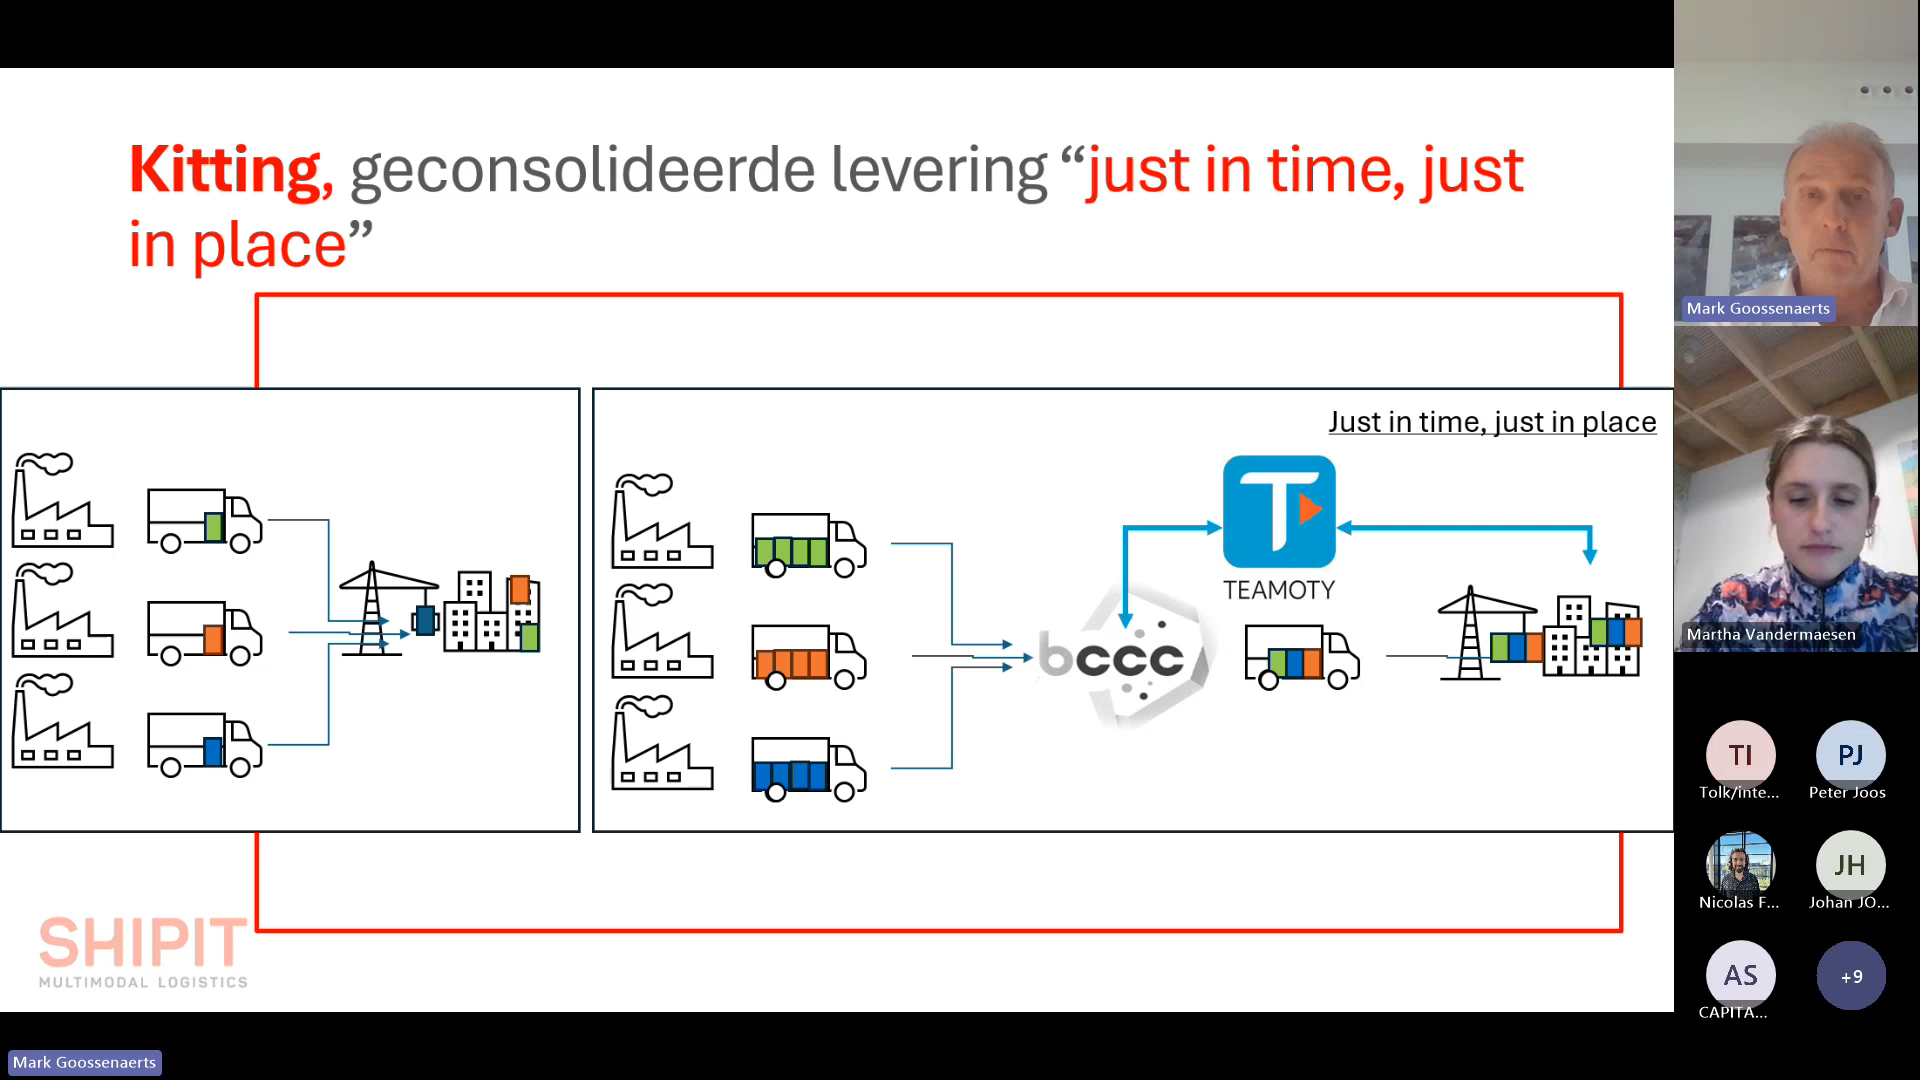 Kitting, geconsolideerde levering “just in time, just
in place”
Just in time, just in place
TEAMOTY
bccc
SHIPIT
MULTIMODAL LOGISTICS
Mark Goossenaerts
Martha Vandermaesen
TI
Tolk/inte...
PJ
Peter Joos
Nicolas F...
JH
Johan JO...
AS
CAPITA...
+9
Mark Goossenaerts